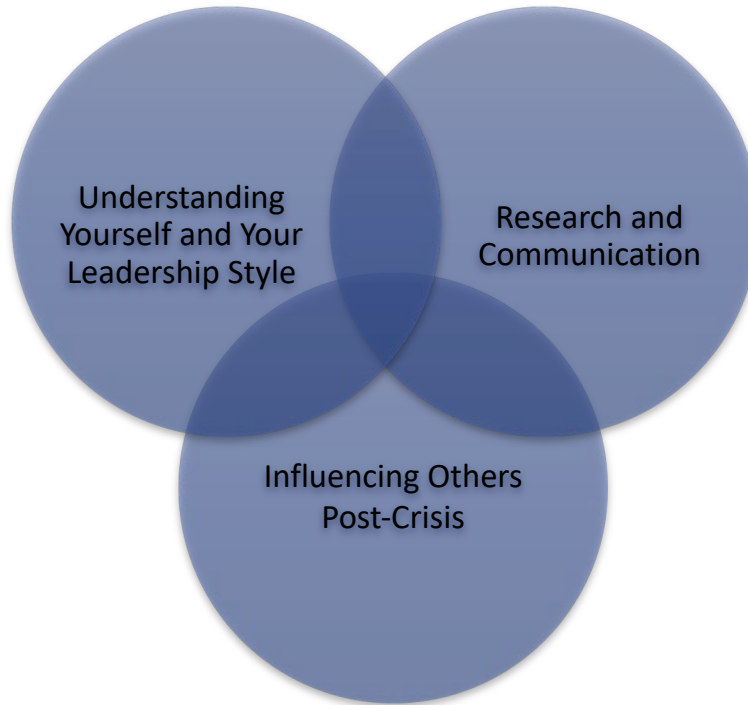 Understanding
Yourself and Your
Leadership Style
Research and
Communication
Influencing Others
Post-Crisis